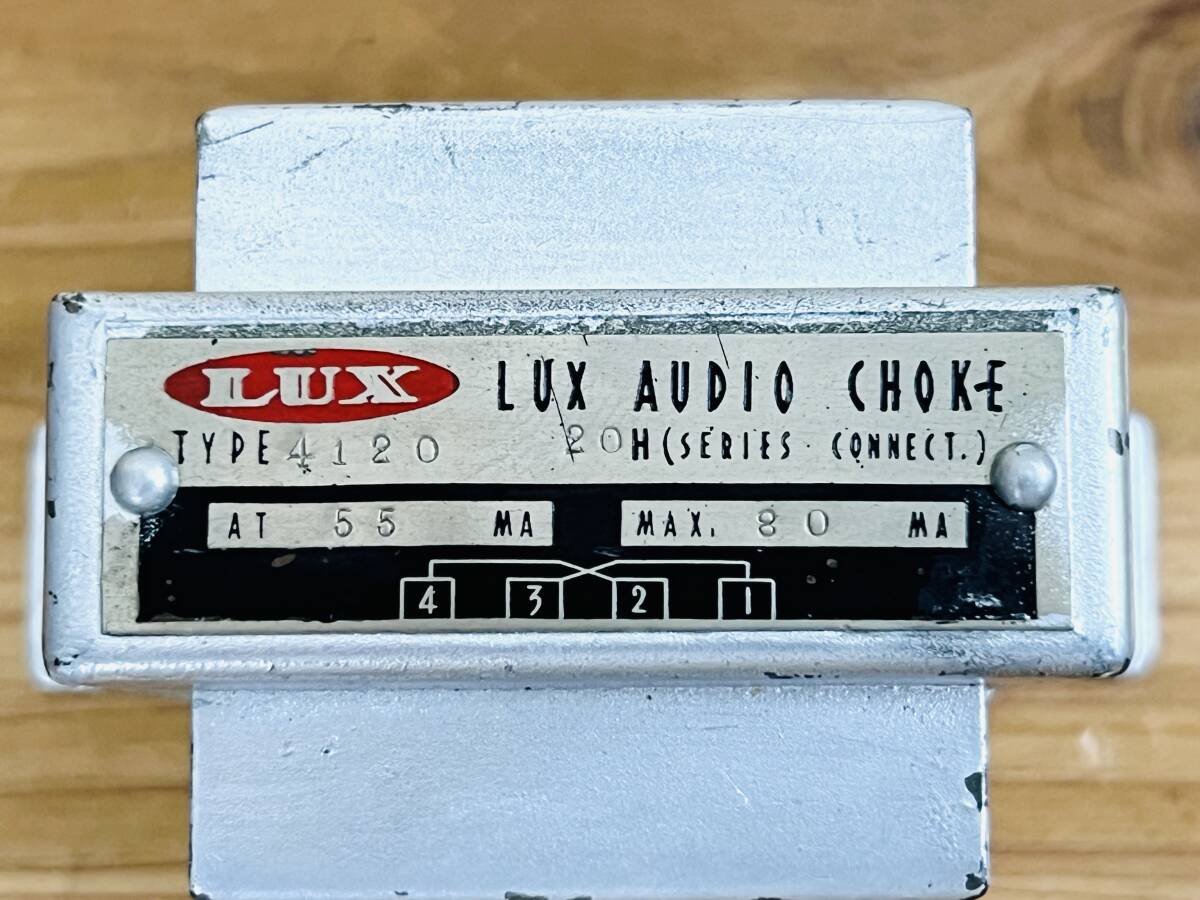 LUX LUX AUDIO CHOKE
TYPE 4120 20H (SERIES · CONNECT.)
AT 55 MA MAX. 80 MA
4 3 2 1